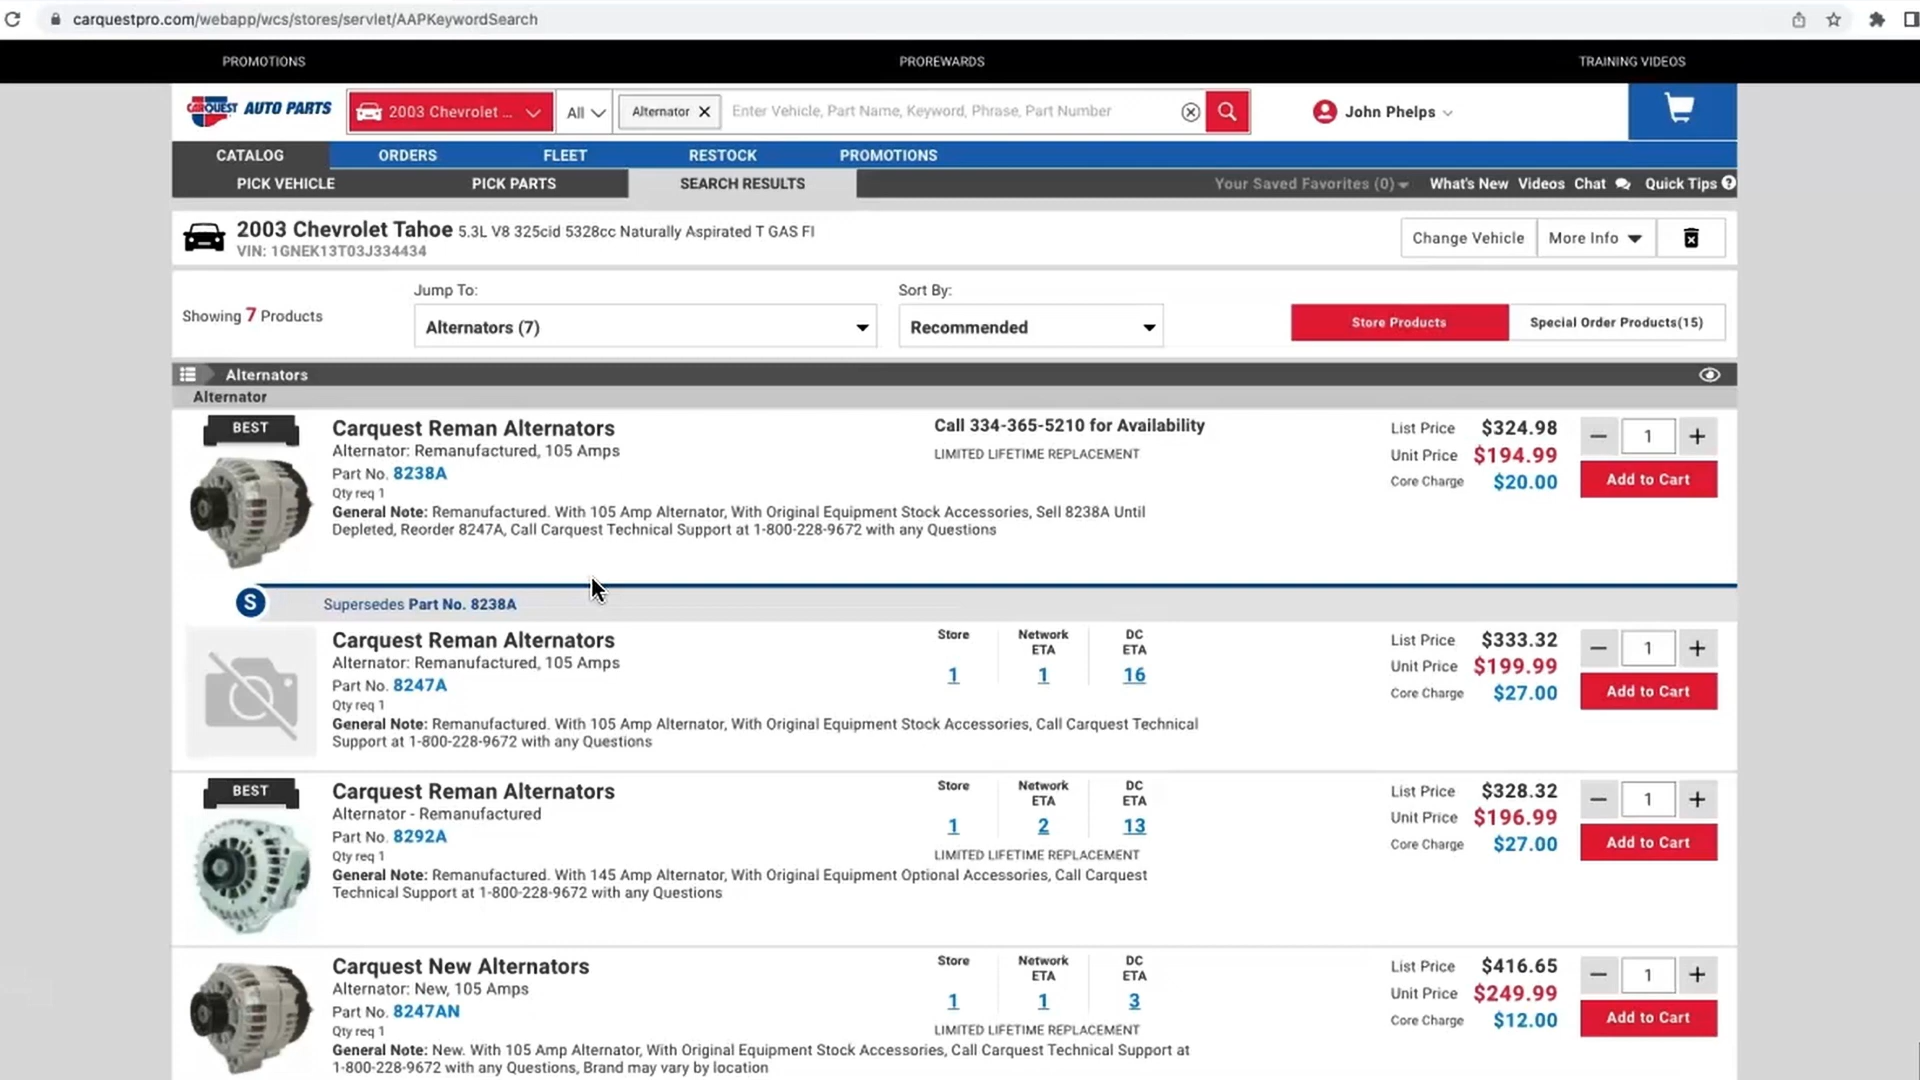 carquestpro.com/webapp/wcs/stores/servlet/AAPKeywordSearch
PROMOTIONS PROREWARDS TRAINING VIDEOS
CARQUEST AUTO PARTS 2003 Chevrolet ... All Alternator Enter Vehicle, Part Name, Keyword, Phrase, Part Number John Phelps
CATALOG ORDERS FLEET RESTOCK PROMOTIONS
PICK VEHICLE PICK PARTS SEARCH RESULTS Your Saved Favorites (0) What's New Videos Chat Quick Tips
2003 Chevrolet Tahoe 5.3L V8 325cid 5328cc Naturally Aspirated T GAS FI
VIN: 1GNEK13T03J334434
Change Vehicle More Info
Showing 7 Products
Jump To:
Alternators (7)
Sort By:
Recommended
Store Products Special Order Products(15)
Alternators
Alternator
BEST
Carquest Reman Alternators
Alternator: Remanufactured, 105 Amps
Part No. 8238A
Qty req 1
General Note: Remanufactured. With 105 Amp Alternator, With Original Equipment Stock Accessories, Sell 8238A Until
Depleted, Reorder 8247A, Call Carquest Technical Support at 1-800-228-9672 with any Questions
Call 334-365-5210 for Availability
LIMITED LIFETIME REPLACEMENT
List Price $324.98
Unit Price $194.99
Core Charge $20.00
1
Add to Cart
S Supersedes Part No. 8238A
Carquest Reman Alternators
Alternator: Remanufactured, 105 Amps
Part No. 8247A
Qty req 1
General Note: Remanufactured. With 105 Amp Alternator, With Original Equipment Stock Accessories, Call Carquest Technical
Support at 1-800-228-9672 with any Questions
Store Network DC
ETA ETA
1 1 16
List Price $333.32
Unit Price $199.99
Core Charge $27.00
1
Add to Cart
BEST
Carquest Reman Alternators
Alternator - Remanufactured
Part No. 8292A
Qty req 1
General Note: Remanufactured. With 145 Amp Alternator, With Original Equipment Optional Accessories, Call Carquest
Technical Support at 1-800-228-9672 with any Questions
Store Network DC
ETA ETA
1 2 13
LIMITED LIFETIME REPLACEMENT
List Price $328.32
Unit Price $196.99
Core Charge $27.00
1
Add to Cart
Carquest New Alternators
Alternator: New, 105 Amps
Part No. 8247AN
Qty req 1
General Note: New. With 105 Amp Alternator, With Original Equipment Stock Accessories, Call Carquest Technical Support at
1-800-228-9672 with any Questions, Brand may vary by location
Store Network DC
ETA ETA
1 1 3
LIMITED LIFETIME REPLACEMENT
List Price $416.65
Unit Price $249.99
Core Charge $12.00
1
Add to Cart